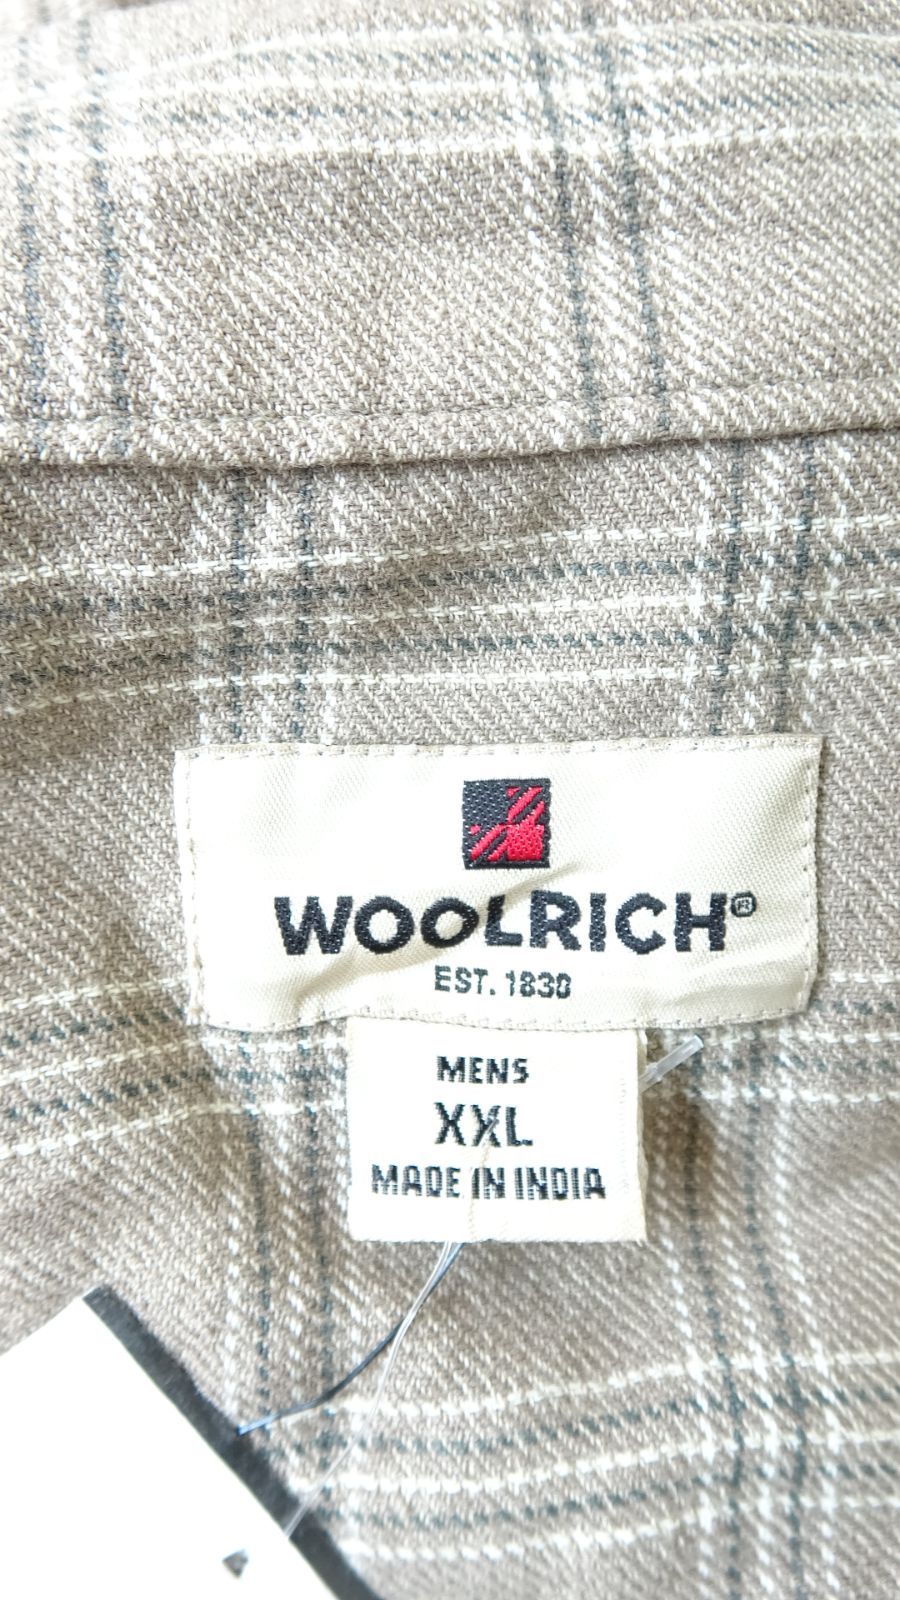 WOOLRICH®
EST. 1830
MENS
XXL
MADE IN INDIA